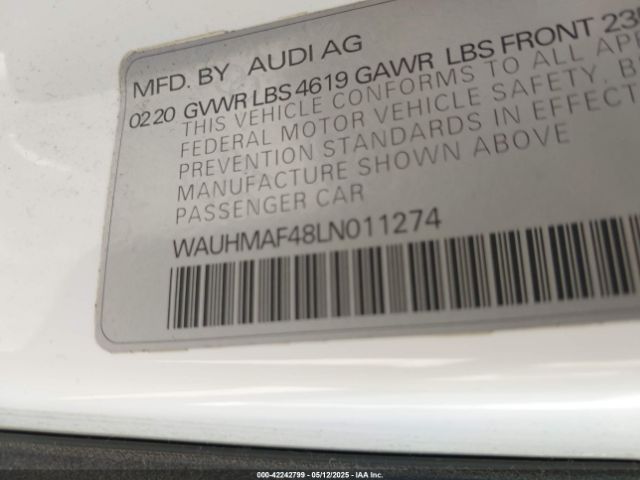 MFD. BY AUDI AG
02 20 GVWR LBS 4619 GAWR LBS FRONT
THIS VEHICLE CONFORMS TO ALL
FEDERAL MOTOR VEHICLE SAFETY,
PREVENTION STANDARDS IN EFFECT
MANUFACTURE SHOWN ABOVE
PASSENGER CAR
WAUHMAF48LN011274
000-42242799 - 05/12/2025 - IAA Inc.